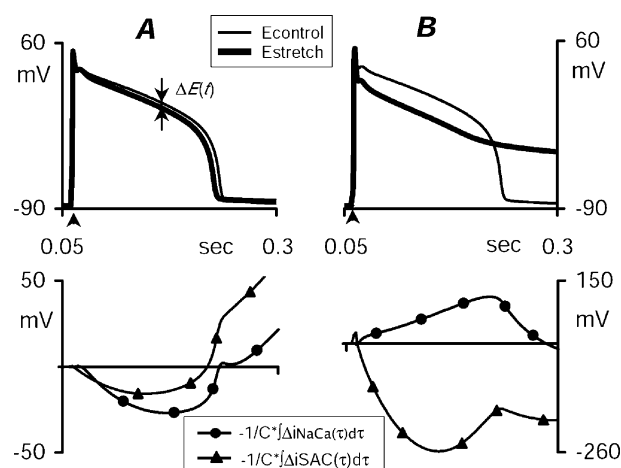 A
Econtrol
Estretch
B
60
mV
-90
ΔE(t)
60
mV
-90
0.05 sec 0.3
0.05 sec 0.3
50
mV
-50
150
mV
-260
-1/C*∫ΔiNaCa(τ)dτ
-1/C*∫ΔiSAC(τ)dτ